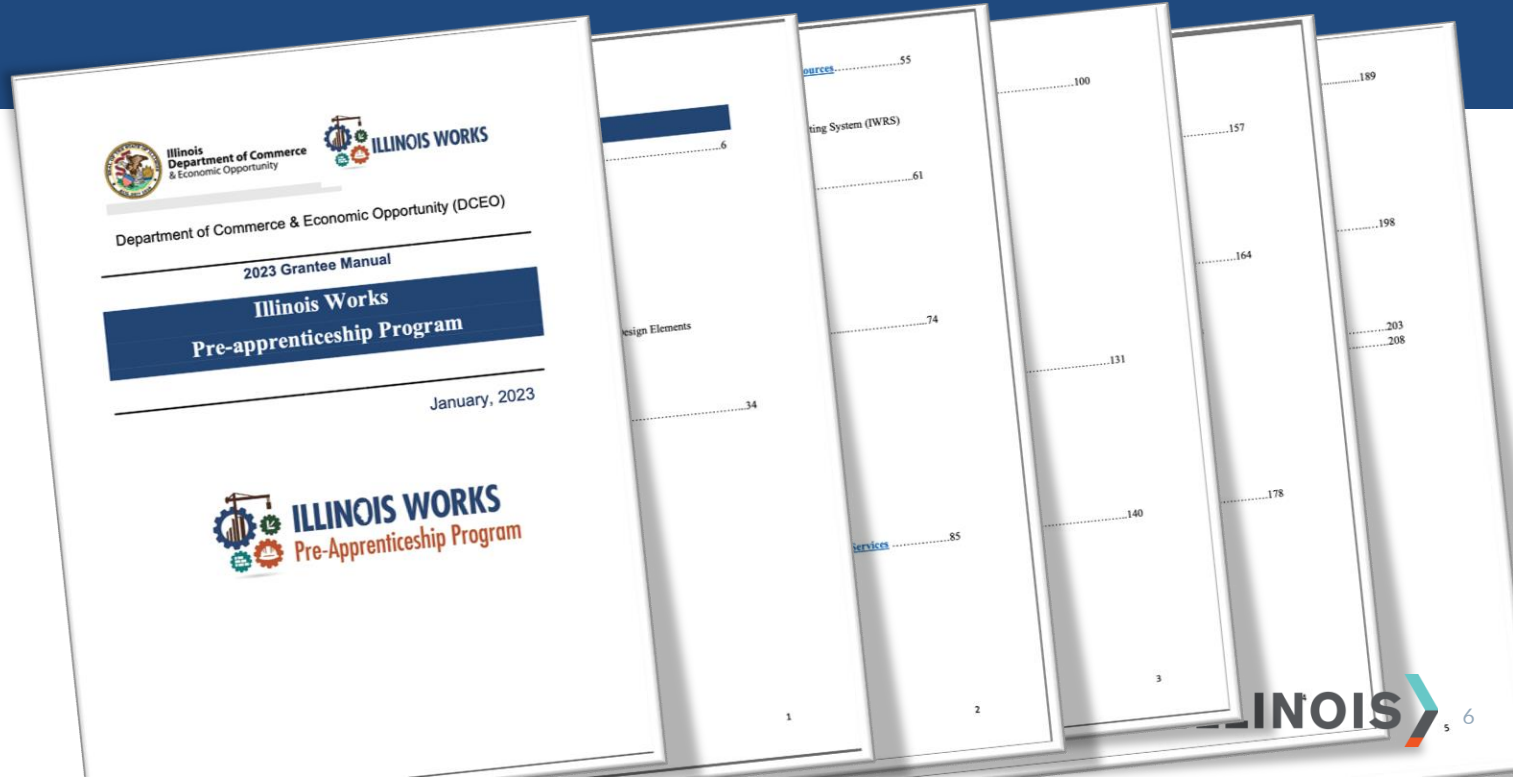 Illinois
Department of Commerce
& Economic Opportunity
ILLINOIS WORKS
Department of Commerce & Economic Opportunity (DCEO)
2023 Grantee Manual
Illinois Works
Pre-apprenticeship Program
January, 2023
ILLINOIS WORKS
Pre-Apprenticeship Program
6
esign Elements
34
1
ources 55
ting System (IWRS)
61
74
Services 85
2
100
131
140
3
157
164
178
4
189
198
203
208
5
INOIS
6